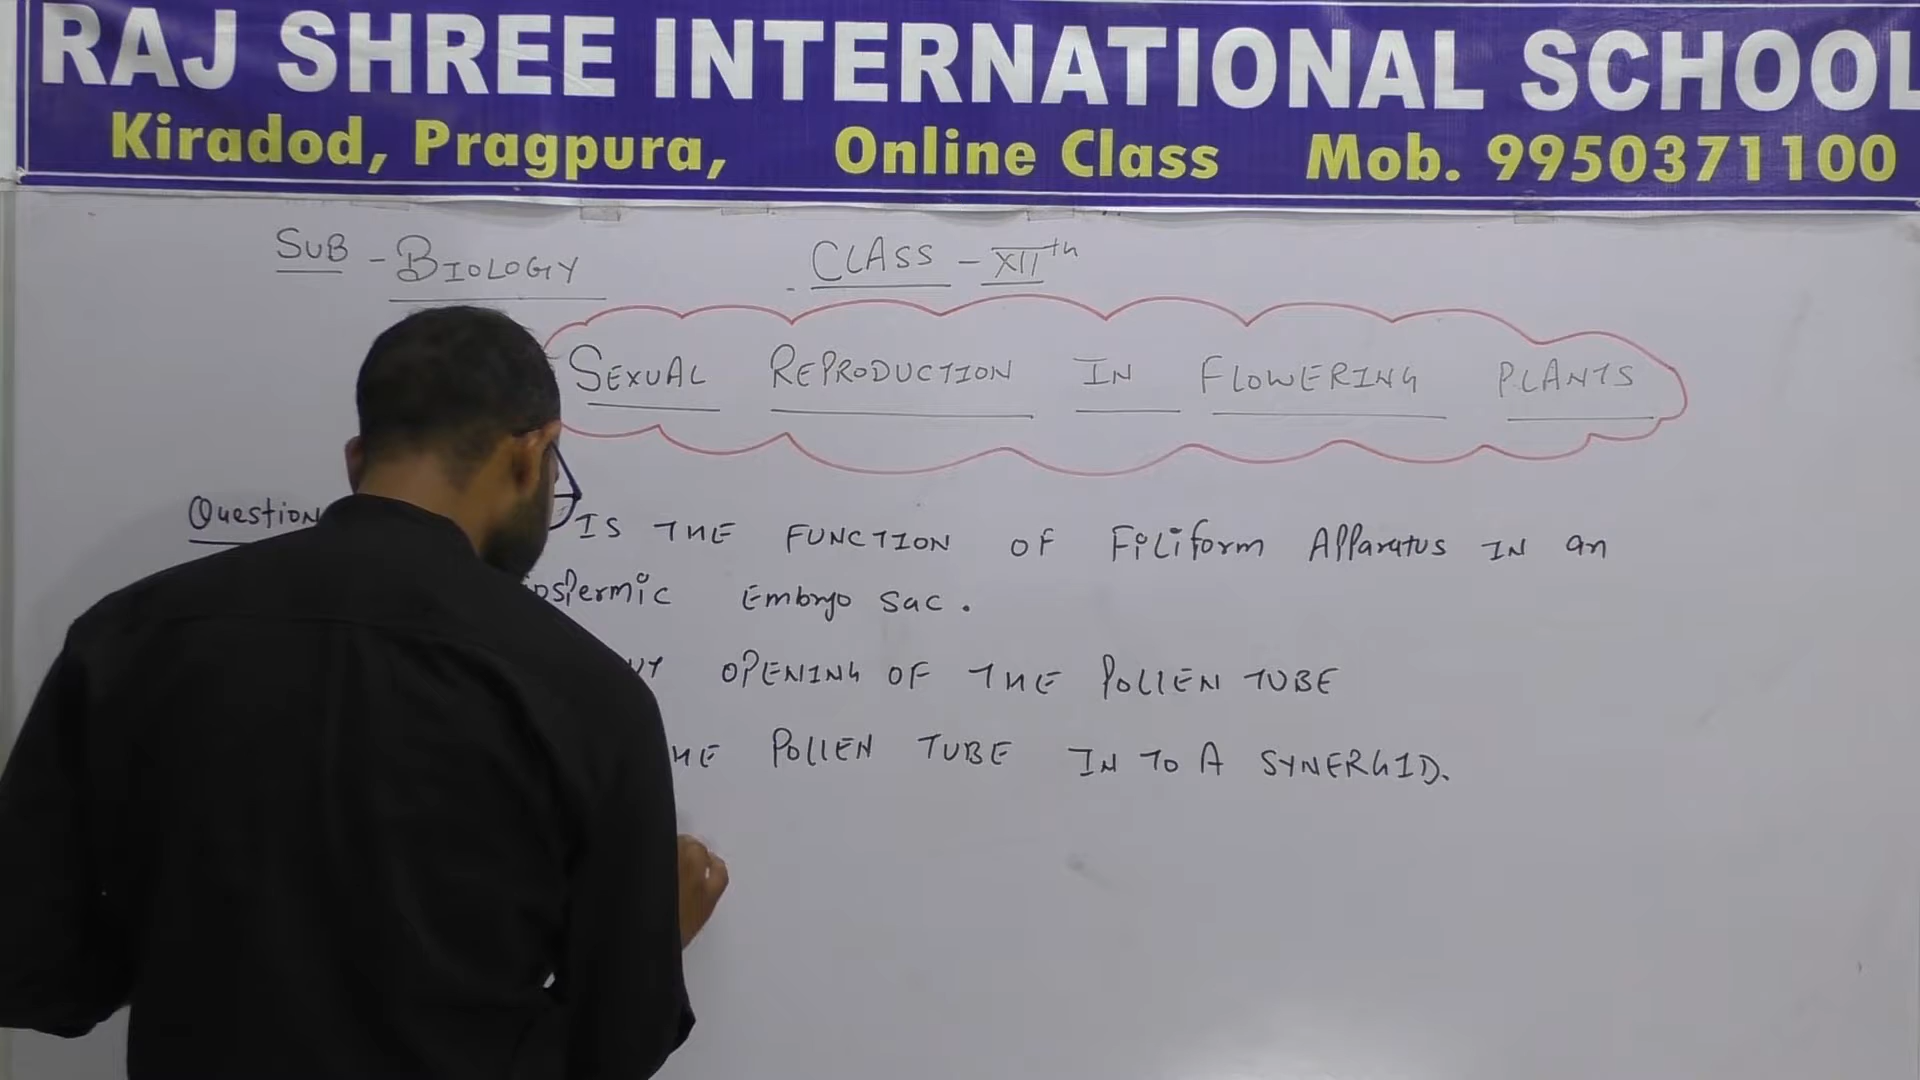 RAJ SHREE INTERNATIONAL SCHOOL
Kiradod, Pragpura, Online Class Mob. 9950371100
SUB - BIOLOGY CLASS - XIIth
SEXUAL REPRODUCTION IN FLOWERING PLANTS
Question IS THE FUNCTION OF Filiform Apparatus IN an
Embryo sac.
OPENING OF THE POLLEN TUBE
POLLEN TUBE IN TO A SYNERGID.